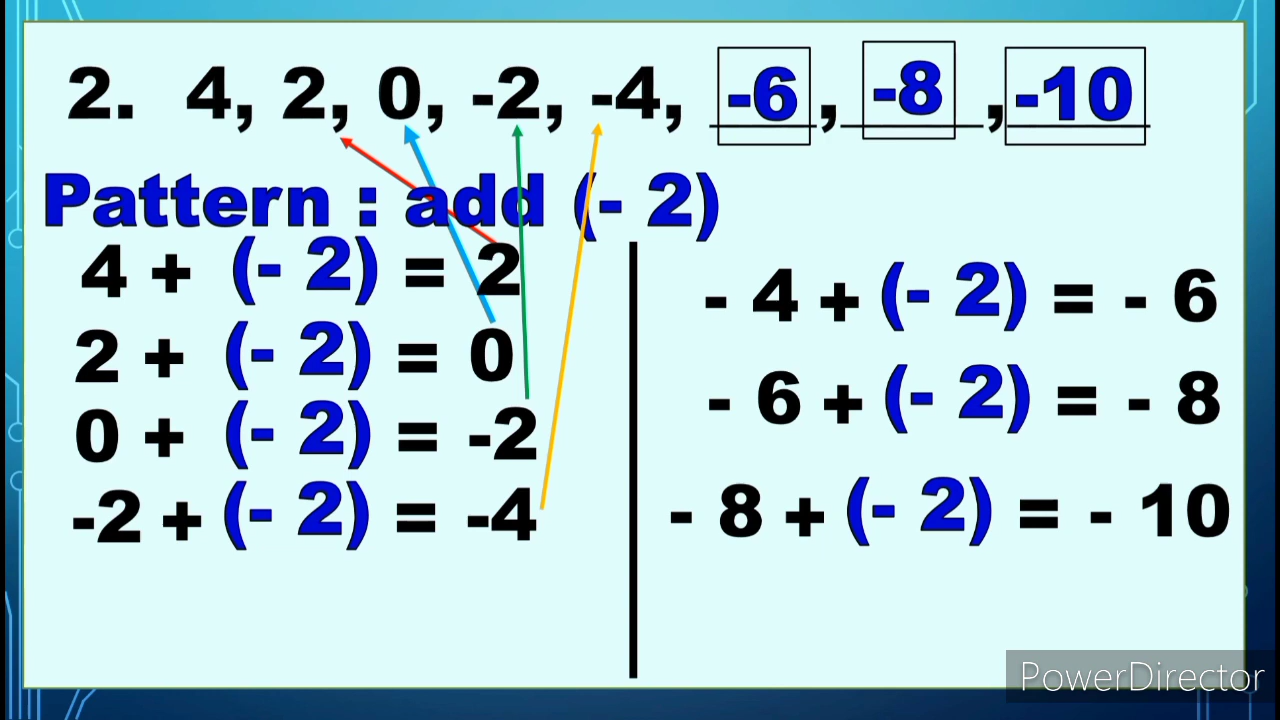 2. 4, 2, 0, -2, -4, -6, -8, -10
Pattern : add (- 2)
4 + (- 2) = 2
2 + (- 2) = 0
0 + (- 2) = -2
-2 + (- 2) = -4
- 4 + (- 2) = - 6
- 6 + (- 2) = - 8
- 8 + (- 2) = - 10
PowerDirector